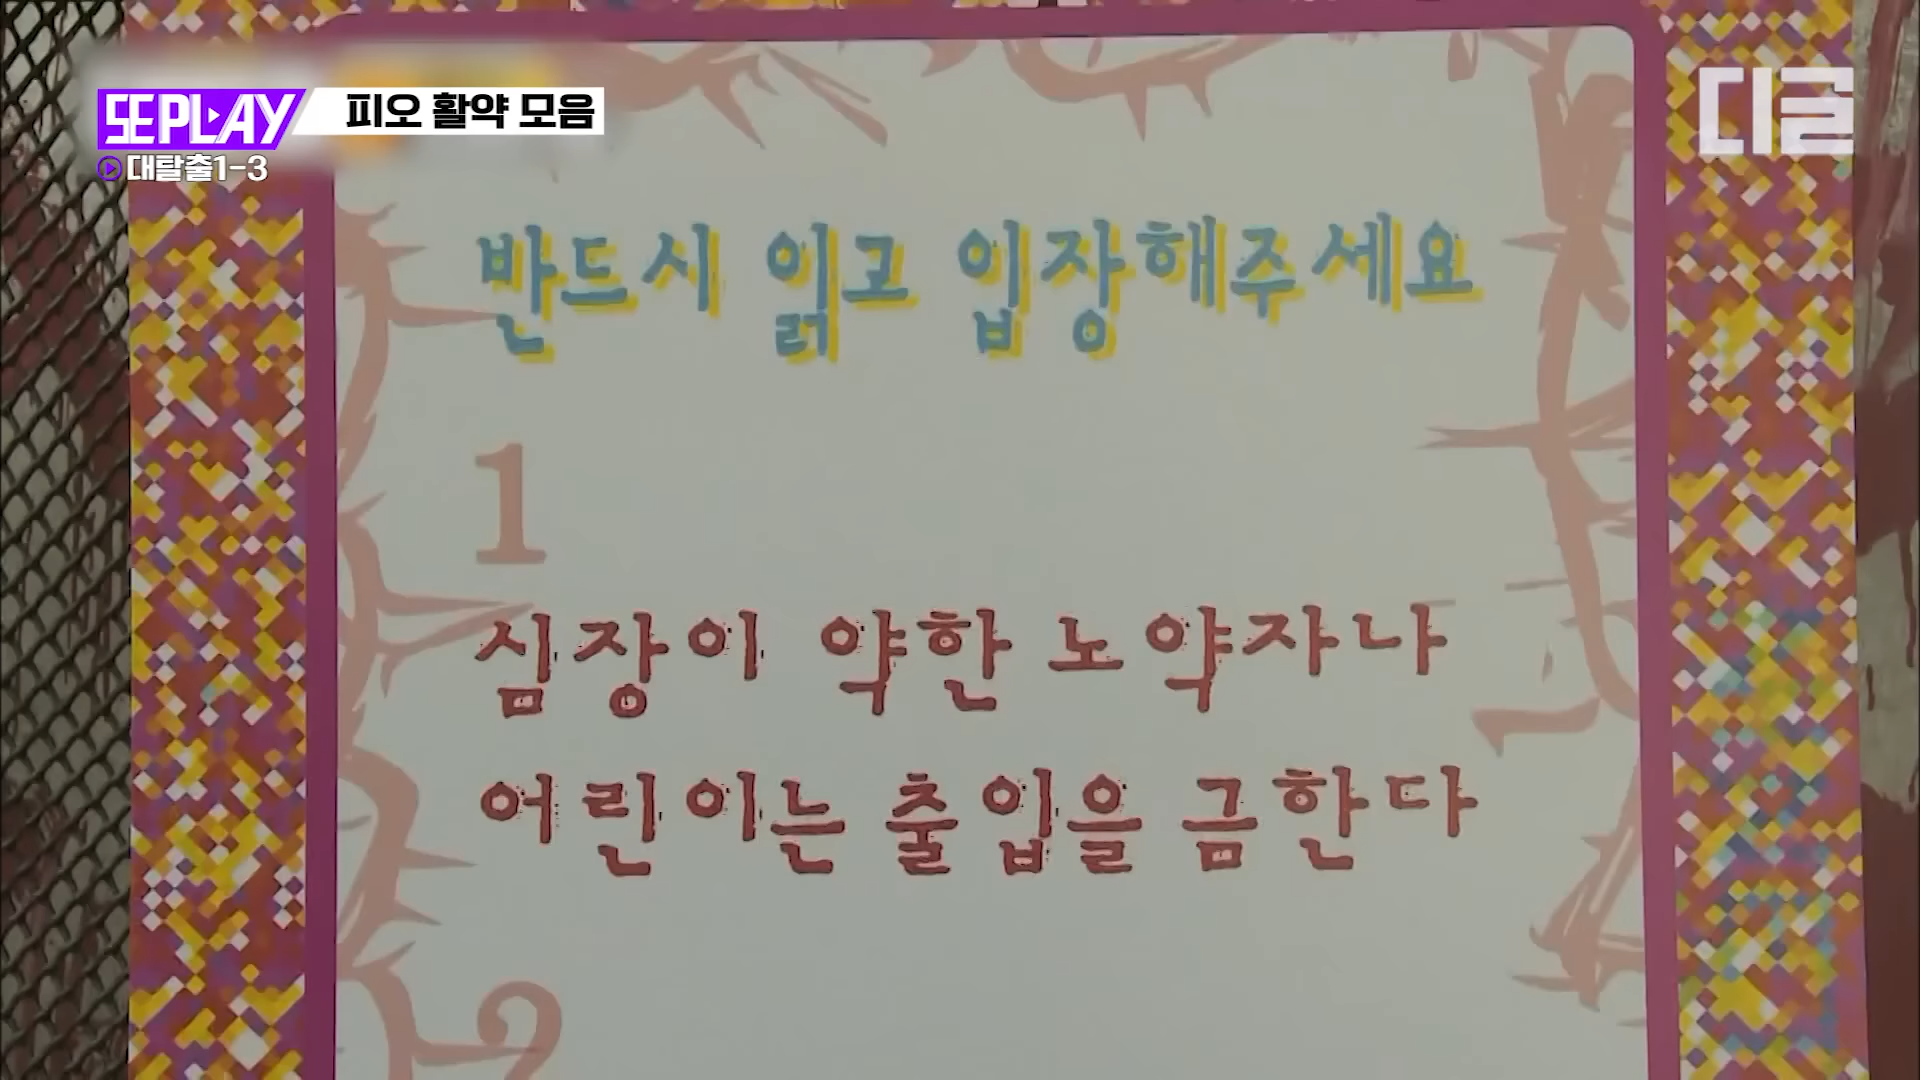 또PLAY 피오 활약 모음
대탈출1-3
디글
반드시 읽고 입장해주세요
1
심장이 약한 노약자나
어린이는 출입을 금한다
2